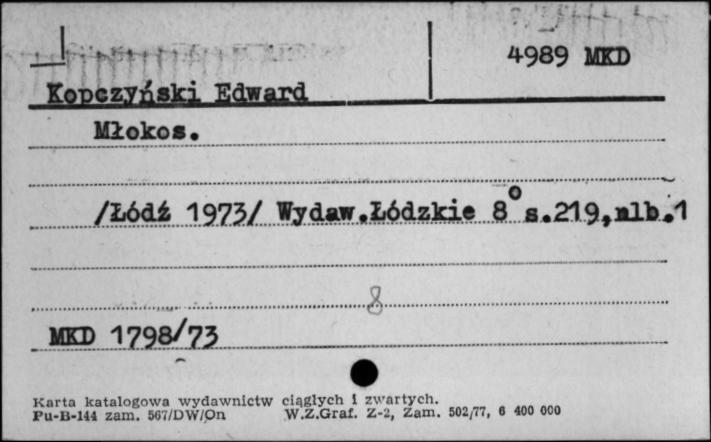 4989 MKD
Kopczyński Edward
Młokos.
/Łódź 1973/ Wydaw.Łódzkie 8° s.219,nlb.1
8
MKD 1798/73
Karta katalogowa wydawnictw ciągłych i zwartych.
Pu-B-144 zam. 567/DW/On W.Z.Graf. Z-2, Zam. 502/77, 6 400 000